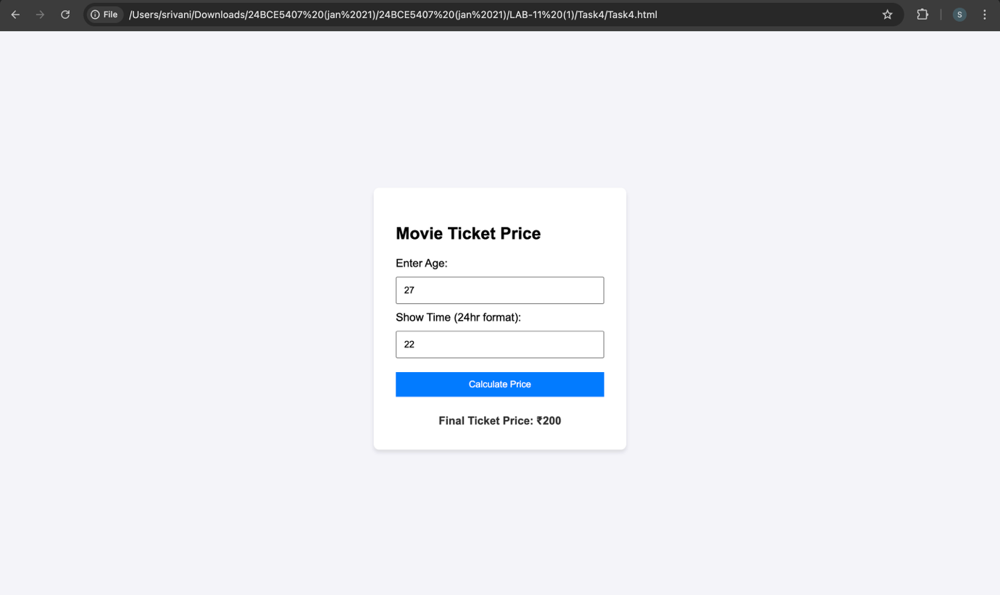 File /Users/srivani/Downloads/24BCE5407%20(jan%2021)/24BCE5407%20(jan%2021)/LAB-11%20(1)/Task4/Task4.html S
Movie Ticket Price
Enter Age:
27
Show Time (24hr format):
22
Calculate Price
Final Ticket Price: ₹200